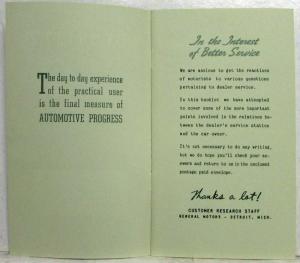 The day to day experience
of the practical user
is the final measure of
AUTOMOTIVE PROGRESS
In the Interest
of Better Service
We are anxious to get the reactions
of motorists to various questions
pertaining to dealer service.
In this booklet we have attempted
to cover some of the more important
points involved in the relations be-
tween the dealer's service station
and the car owner.
It's not necessary to do any writing,
but we do hope you'll check your an-
swers and return to us in the enclosed
postage paid envelope.
Thanks a lot!
CUSTOMER RESEARCH STAFF
GENERAL MOTORS - DETROIT, MICH.